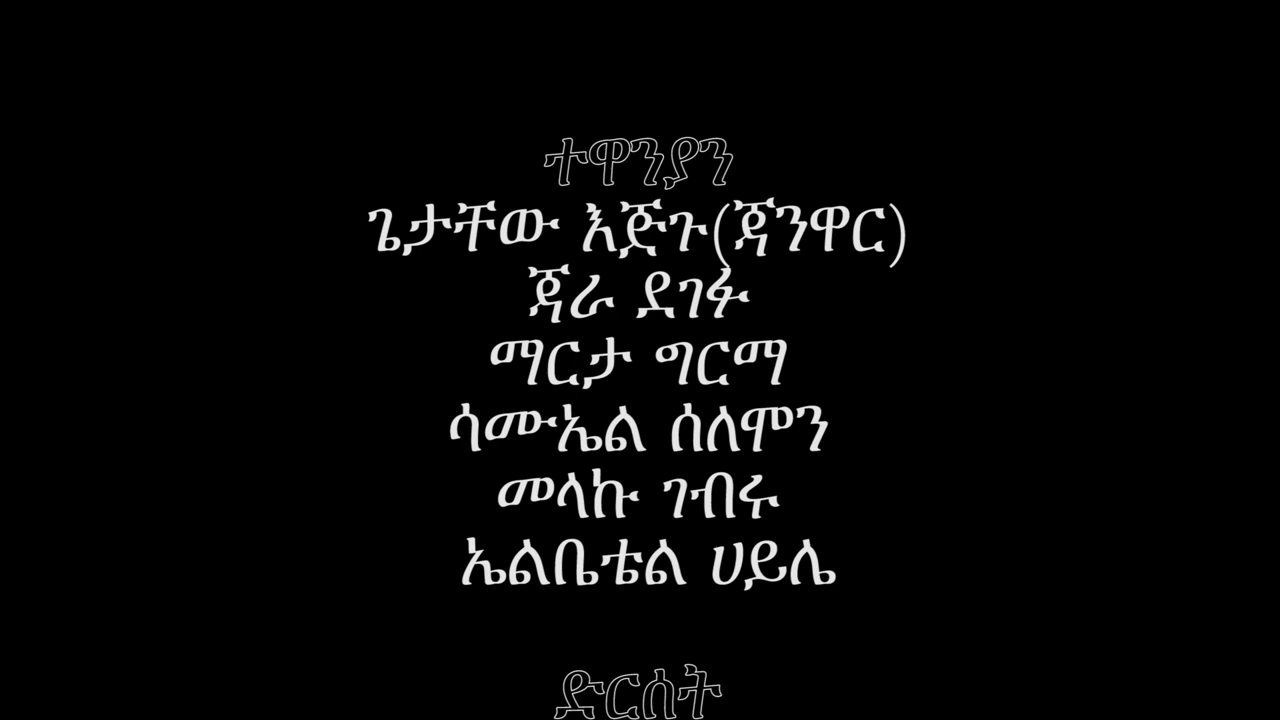 ተዋንያን
ጌታቸው እጅጉ(ጃንዋር)
ጃራ ደገፉ
ማርታ ግርማ
ሳሙኤል ሰለሞን
መላኩ ገብሩ
ኤልቤቴል ሀይሌ
ድርሰት